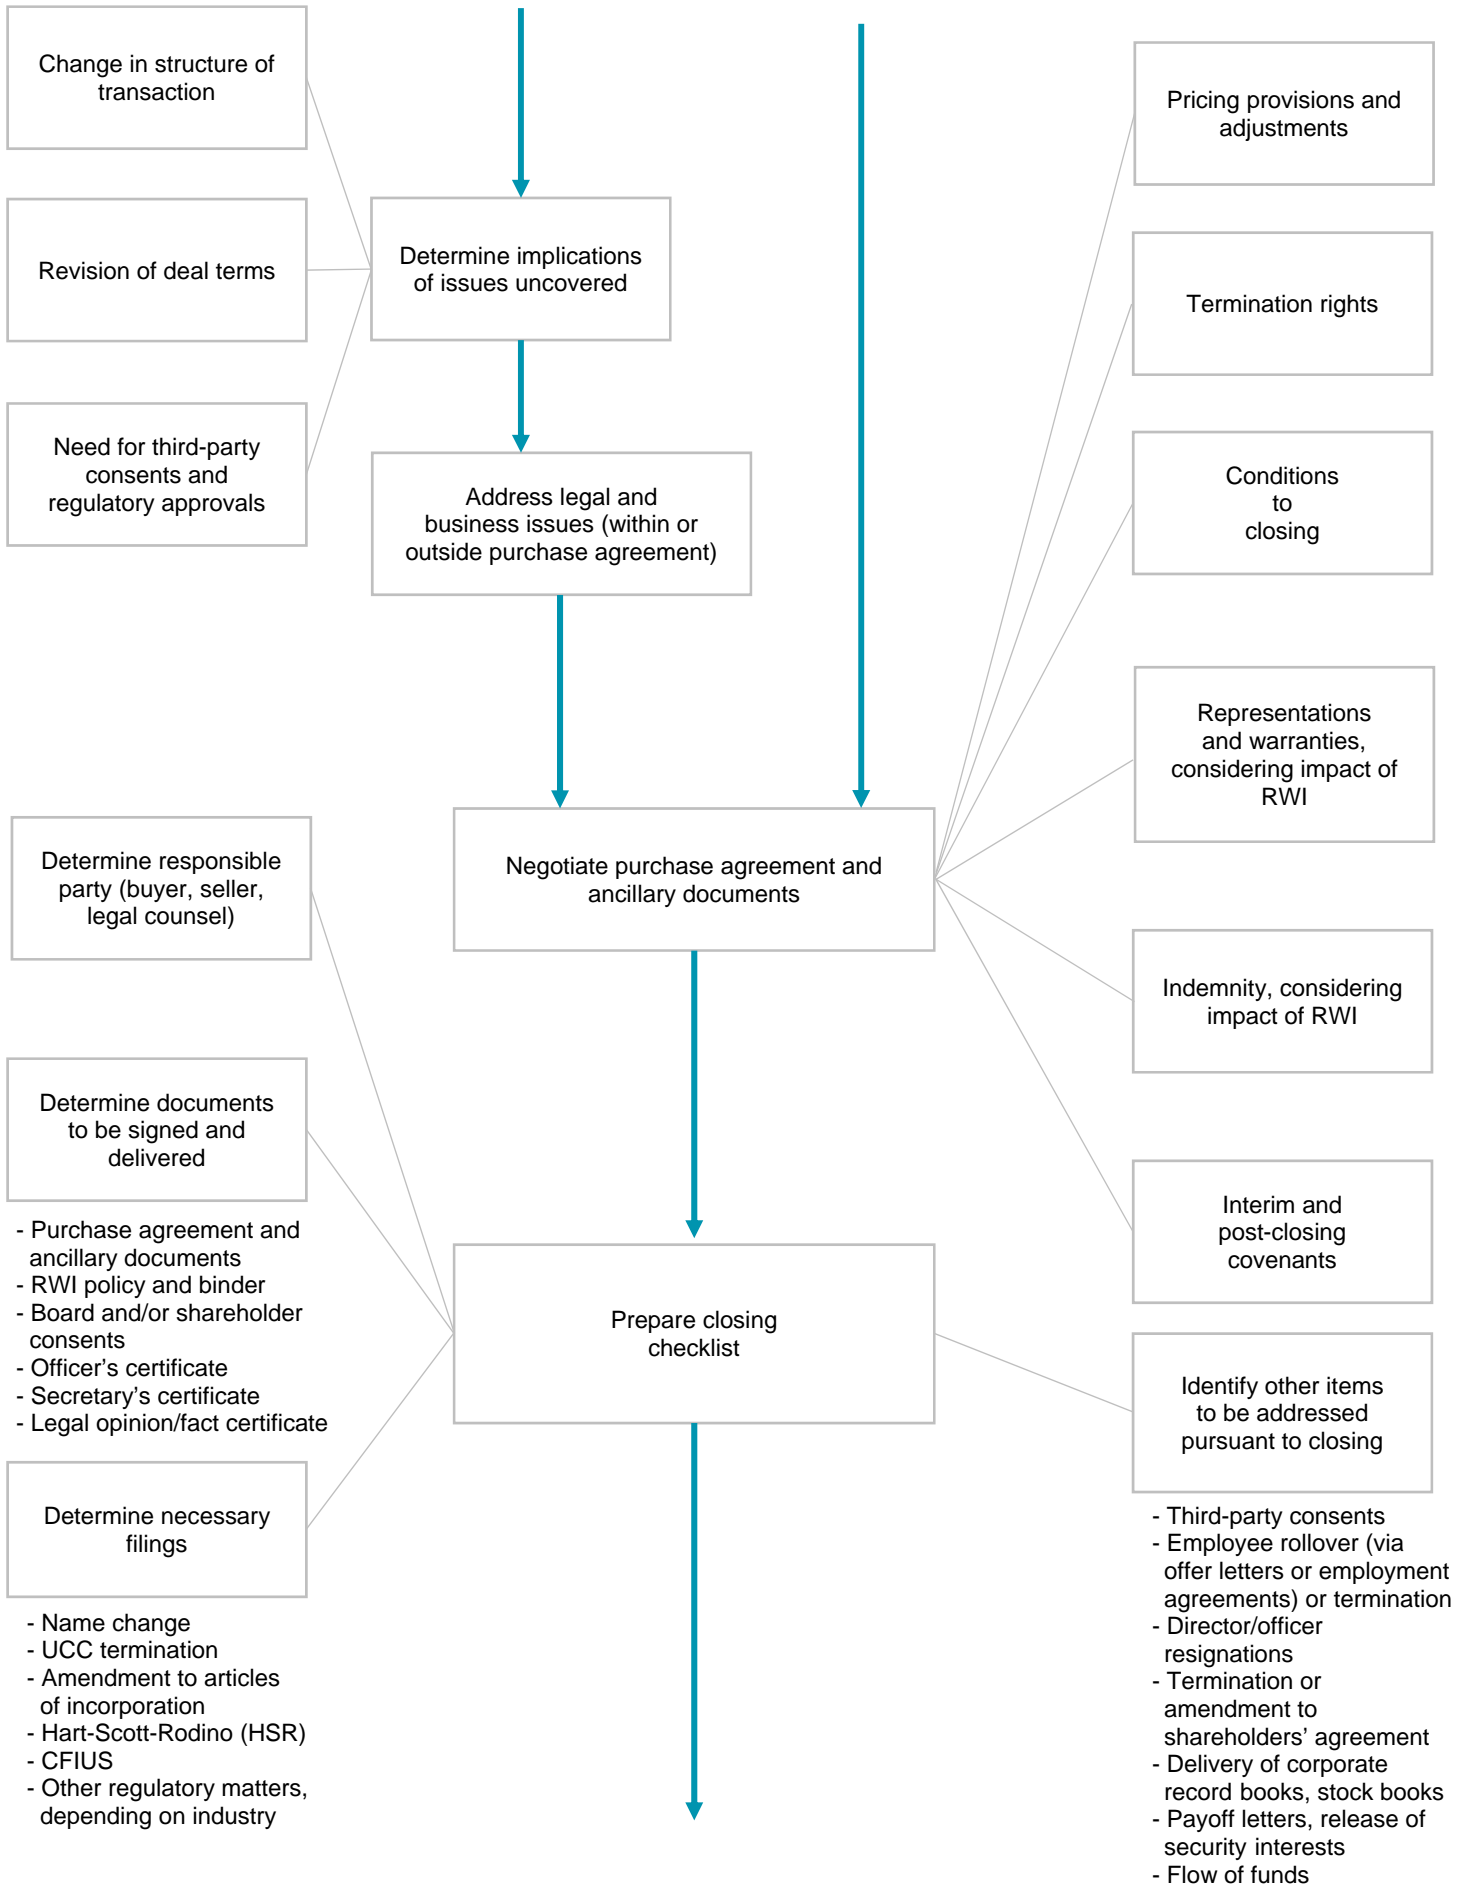 Change in structure of
transaction
Pricing provisions and
adjustments
Revision of deal terms
Determine implications
of issues uncovered
Termination rights
Need for third-party
consents and
regulatory approvals
Address legal and
business issues (within or
outside purchase agreement)
Conditions
to
closing
Representations
and warranties,
considering impact of
RWI
Determine responsible
party (buyer, seller,
legal counsel)
Negotiate purchase agreement and
ancillary documents
Indemnity, considering
impact of RWI
Determine documents
to be signed and
delivered
- Purchase agreement and
ancillary documents
- RWI policy and binder
- Board and/or shareholder
consents
- Officer’s certificate
- Secretary’s certificate
- Legal opinion/fact certificate
Interim and
post-closing
covenants
Prepare closing
checklist
Identify other items
to be addressed
pursuant to closing
Determine necessary
filings
- Name change
- UCC termination
- Amendment to articles
of incorporation
- Hart-Scott-Rodino (HSR)
- CFIUS
- Other regulatory matters,
depending on industry
- Third-party consents
- Employee rollover (via
offer letters or employment
agreements) or termination
- Director/officer
resignations
- Termination or
amendment to
shareholders’ agreement
- Delivery of corporate
record books, stock books
- Payoff letters, release of
security interests
- Flow of funds